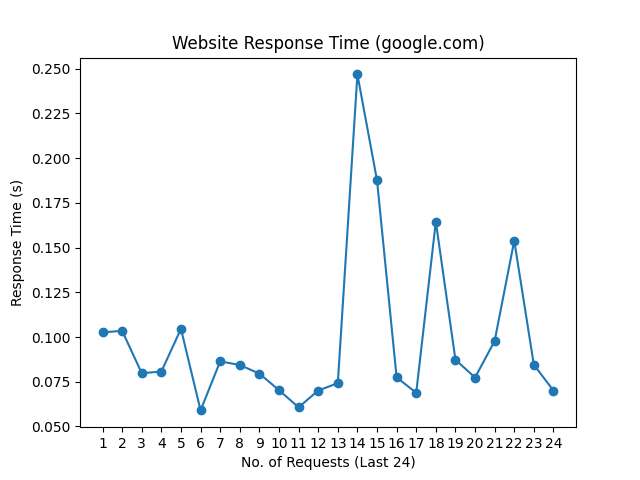 Website Response Time (google.com)
0.250
0.225
0.200
0.175
0.150
0.125
0.100
0.075
0.050
Response Time (s)
1 2 3 4 5 6 7 8 9 10 11 12 13 14 15 16 17 18 19 20 21 22 23 24
No. of Requests (Last 24)